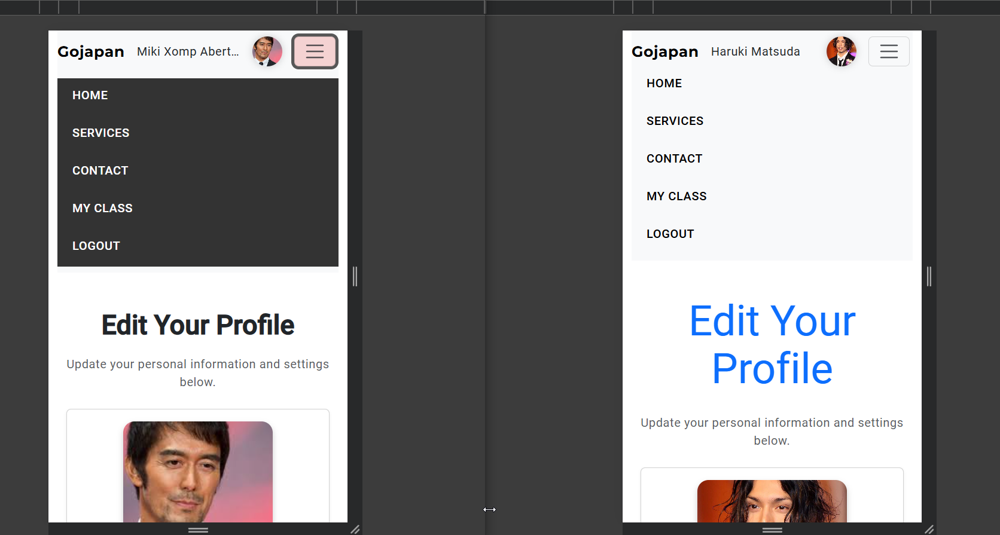 Gojapan Miki Xomp Abert...
HOME
SERVICES
CONTACT
MY CLASS
LOGOUT
Edit Your Profile
Update your personal information and settings
below.
Gojapan Haruki Matsuda
HOME
SERVICES
CONTACT
MY CLASS
LOGOUT
Edit Your
Profile
Update your personal information and settings
below.